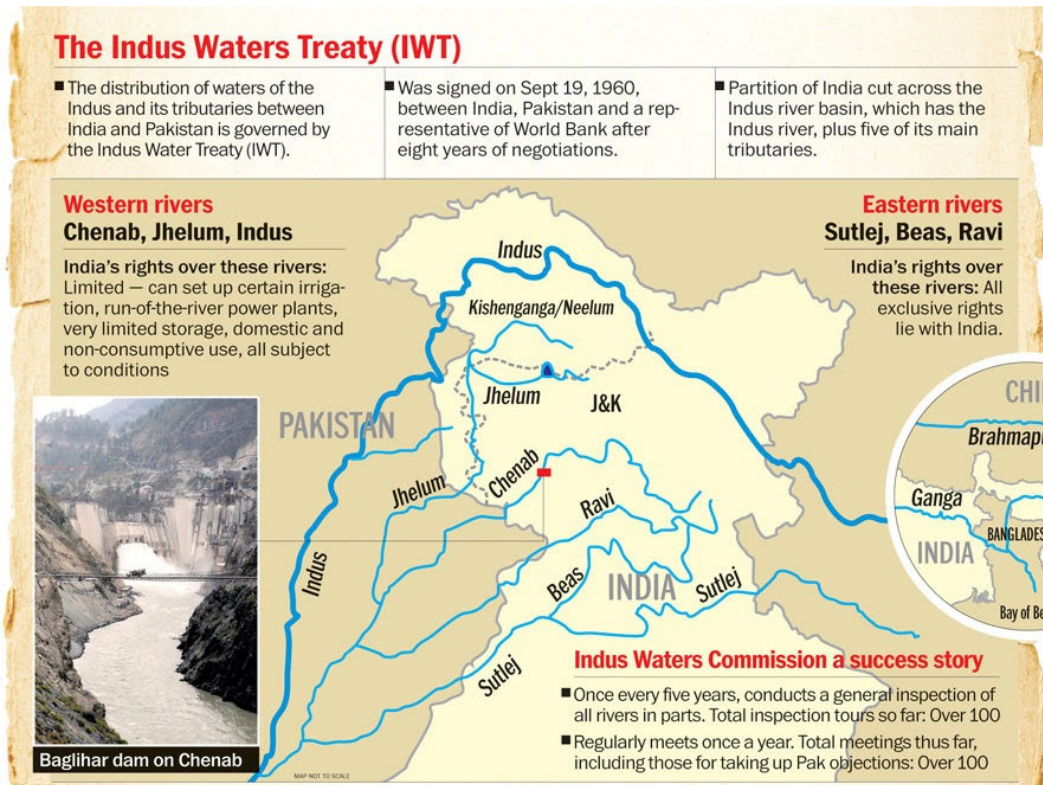 The Indus Waters Treaty (IWT)
■ The distribution of waters of the
Indus and its tributaries between
India and Pakistan is governed by
the Indus Water Treaty (IWT).
■ Was signed on Sept 19, 1960,
between India, Pakistan and a rep-
resentative of World Bank after
eight years of negotiations.
■ Partition of India cut across the
Indus river basin, which has the
Indus river, plus five of its main
tributaries.
Western rivers
Chenab, Jhelum, Indus
India's rights over these rivers:
Limited — can set up certain irriga-
tion, run-of-the-river power plants,
very limited storage, domestic and
non-consumptive use, all subject
to conditions
Eastern rivers
Sutlej, Beas, Ravi
India's rights over
these rivers: All
exclusive rights
lie with India.
Indus
Kishenganga/Neelum
Jhelum
J&K
PAKISTAN
Chenab
Jhelum
Ravi
Indus
Beas
INDIA
Sutlej
Sutlej
CHI
Brahmapu
Ganga
BANGLADES
INDIA
Bay of Be
Indus Waters Commission a success story
■ Once every five years, conducts a general inspection of
all rivers in parts. Total inspection tours so far: Over 100
■ Regularly meets once a year. Total meetings thus far,
including those for taking up Pak objections: Over 100
Baglihar dam on Chenab
MAP NOT TO SCALE